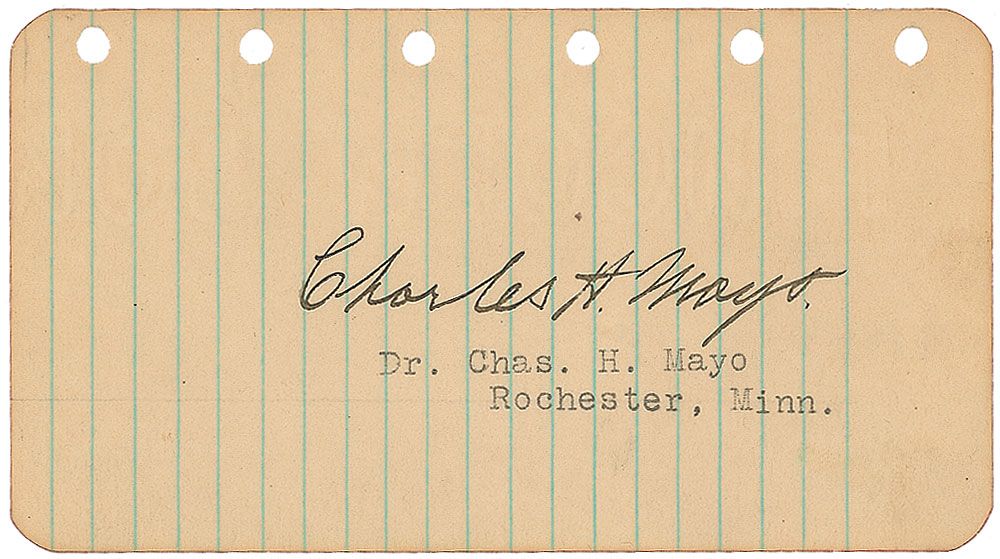 Charles H. Mayo.
Dr. Chas. H. Mayo
Rochester, Minn.